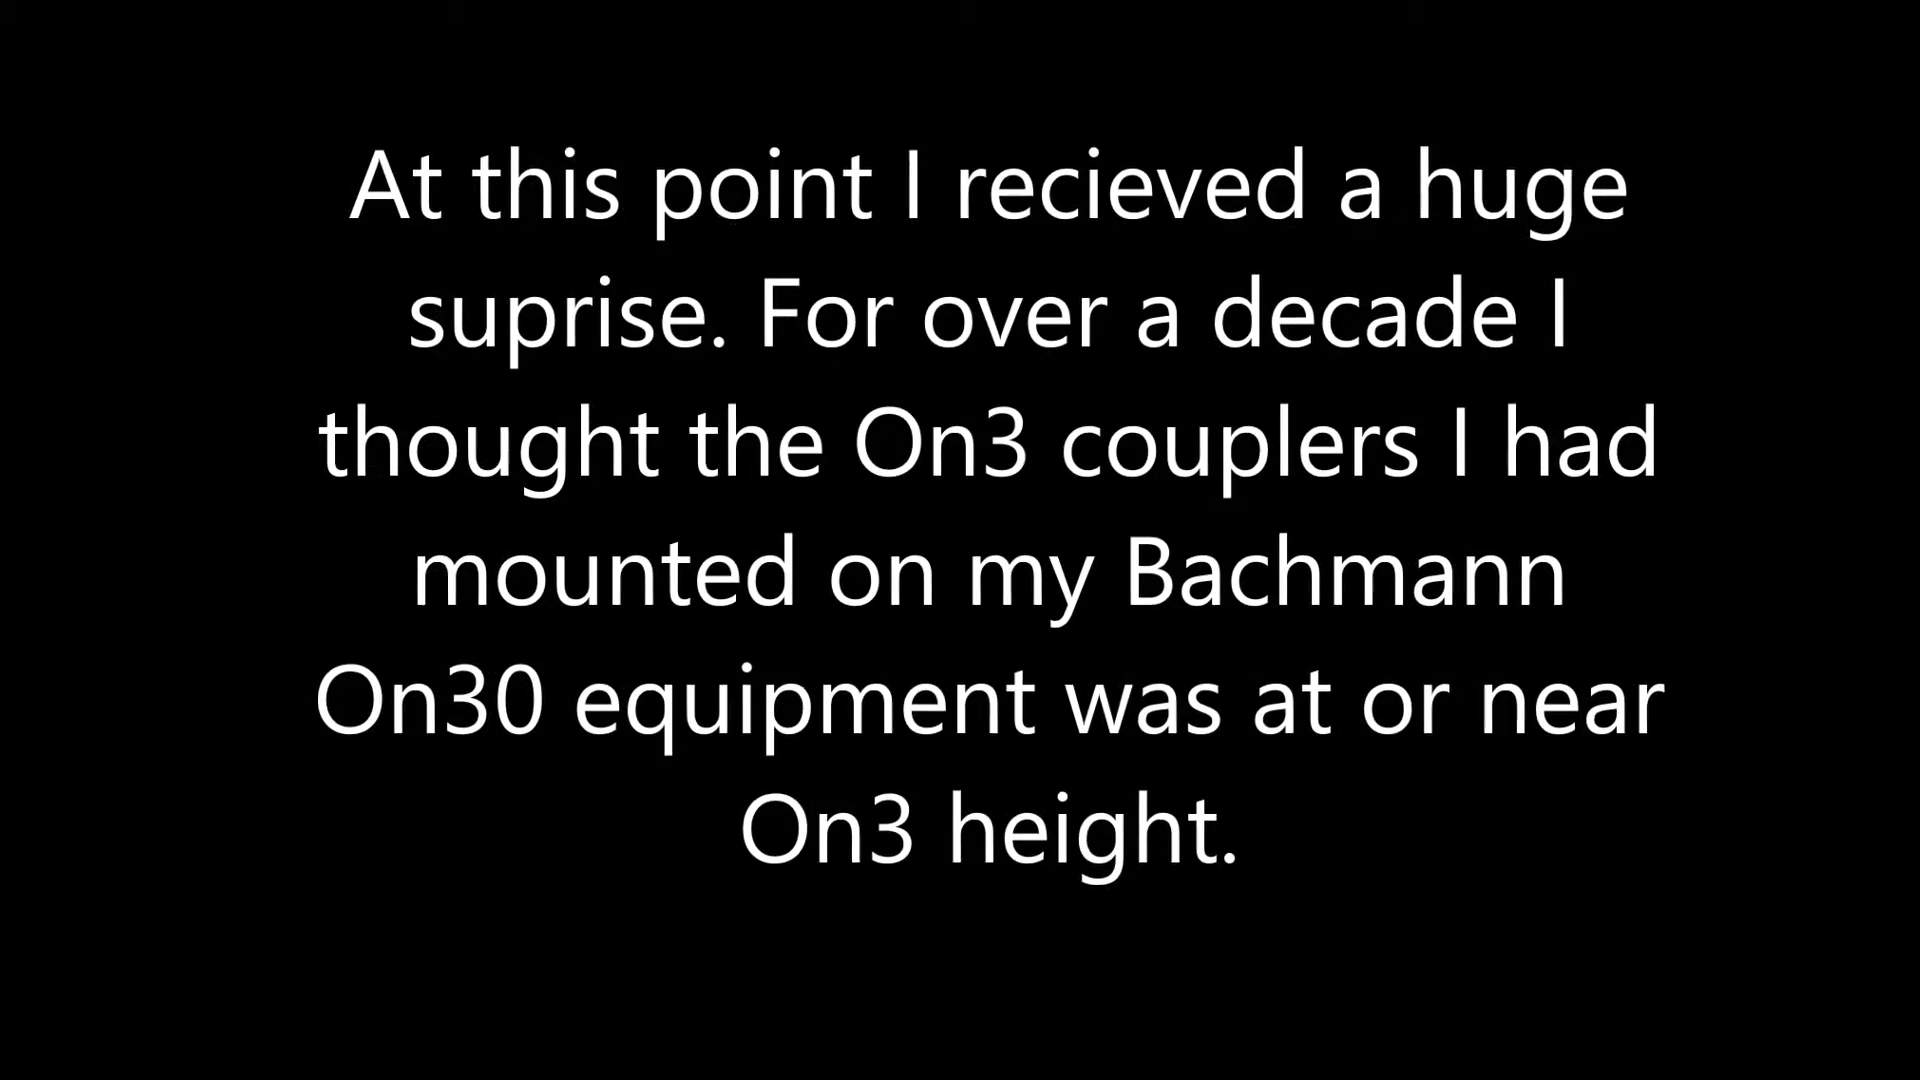 At this point I recieved a huge
suprise. For over a decade I
thought the On3 couplers I had
mounted on my Bachmann
On30 equipment was at or near
On3 height.